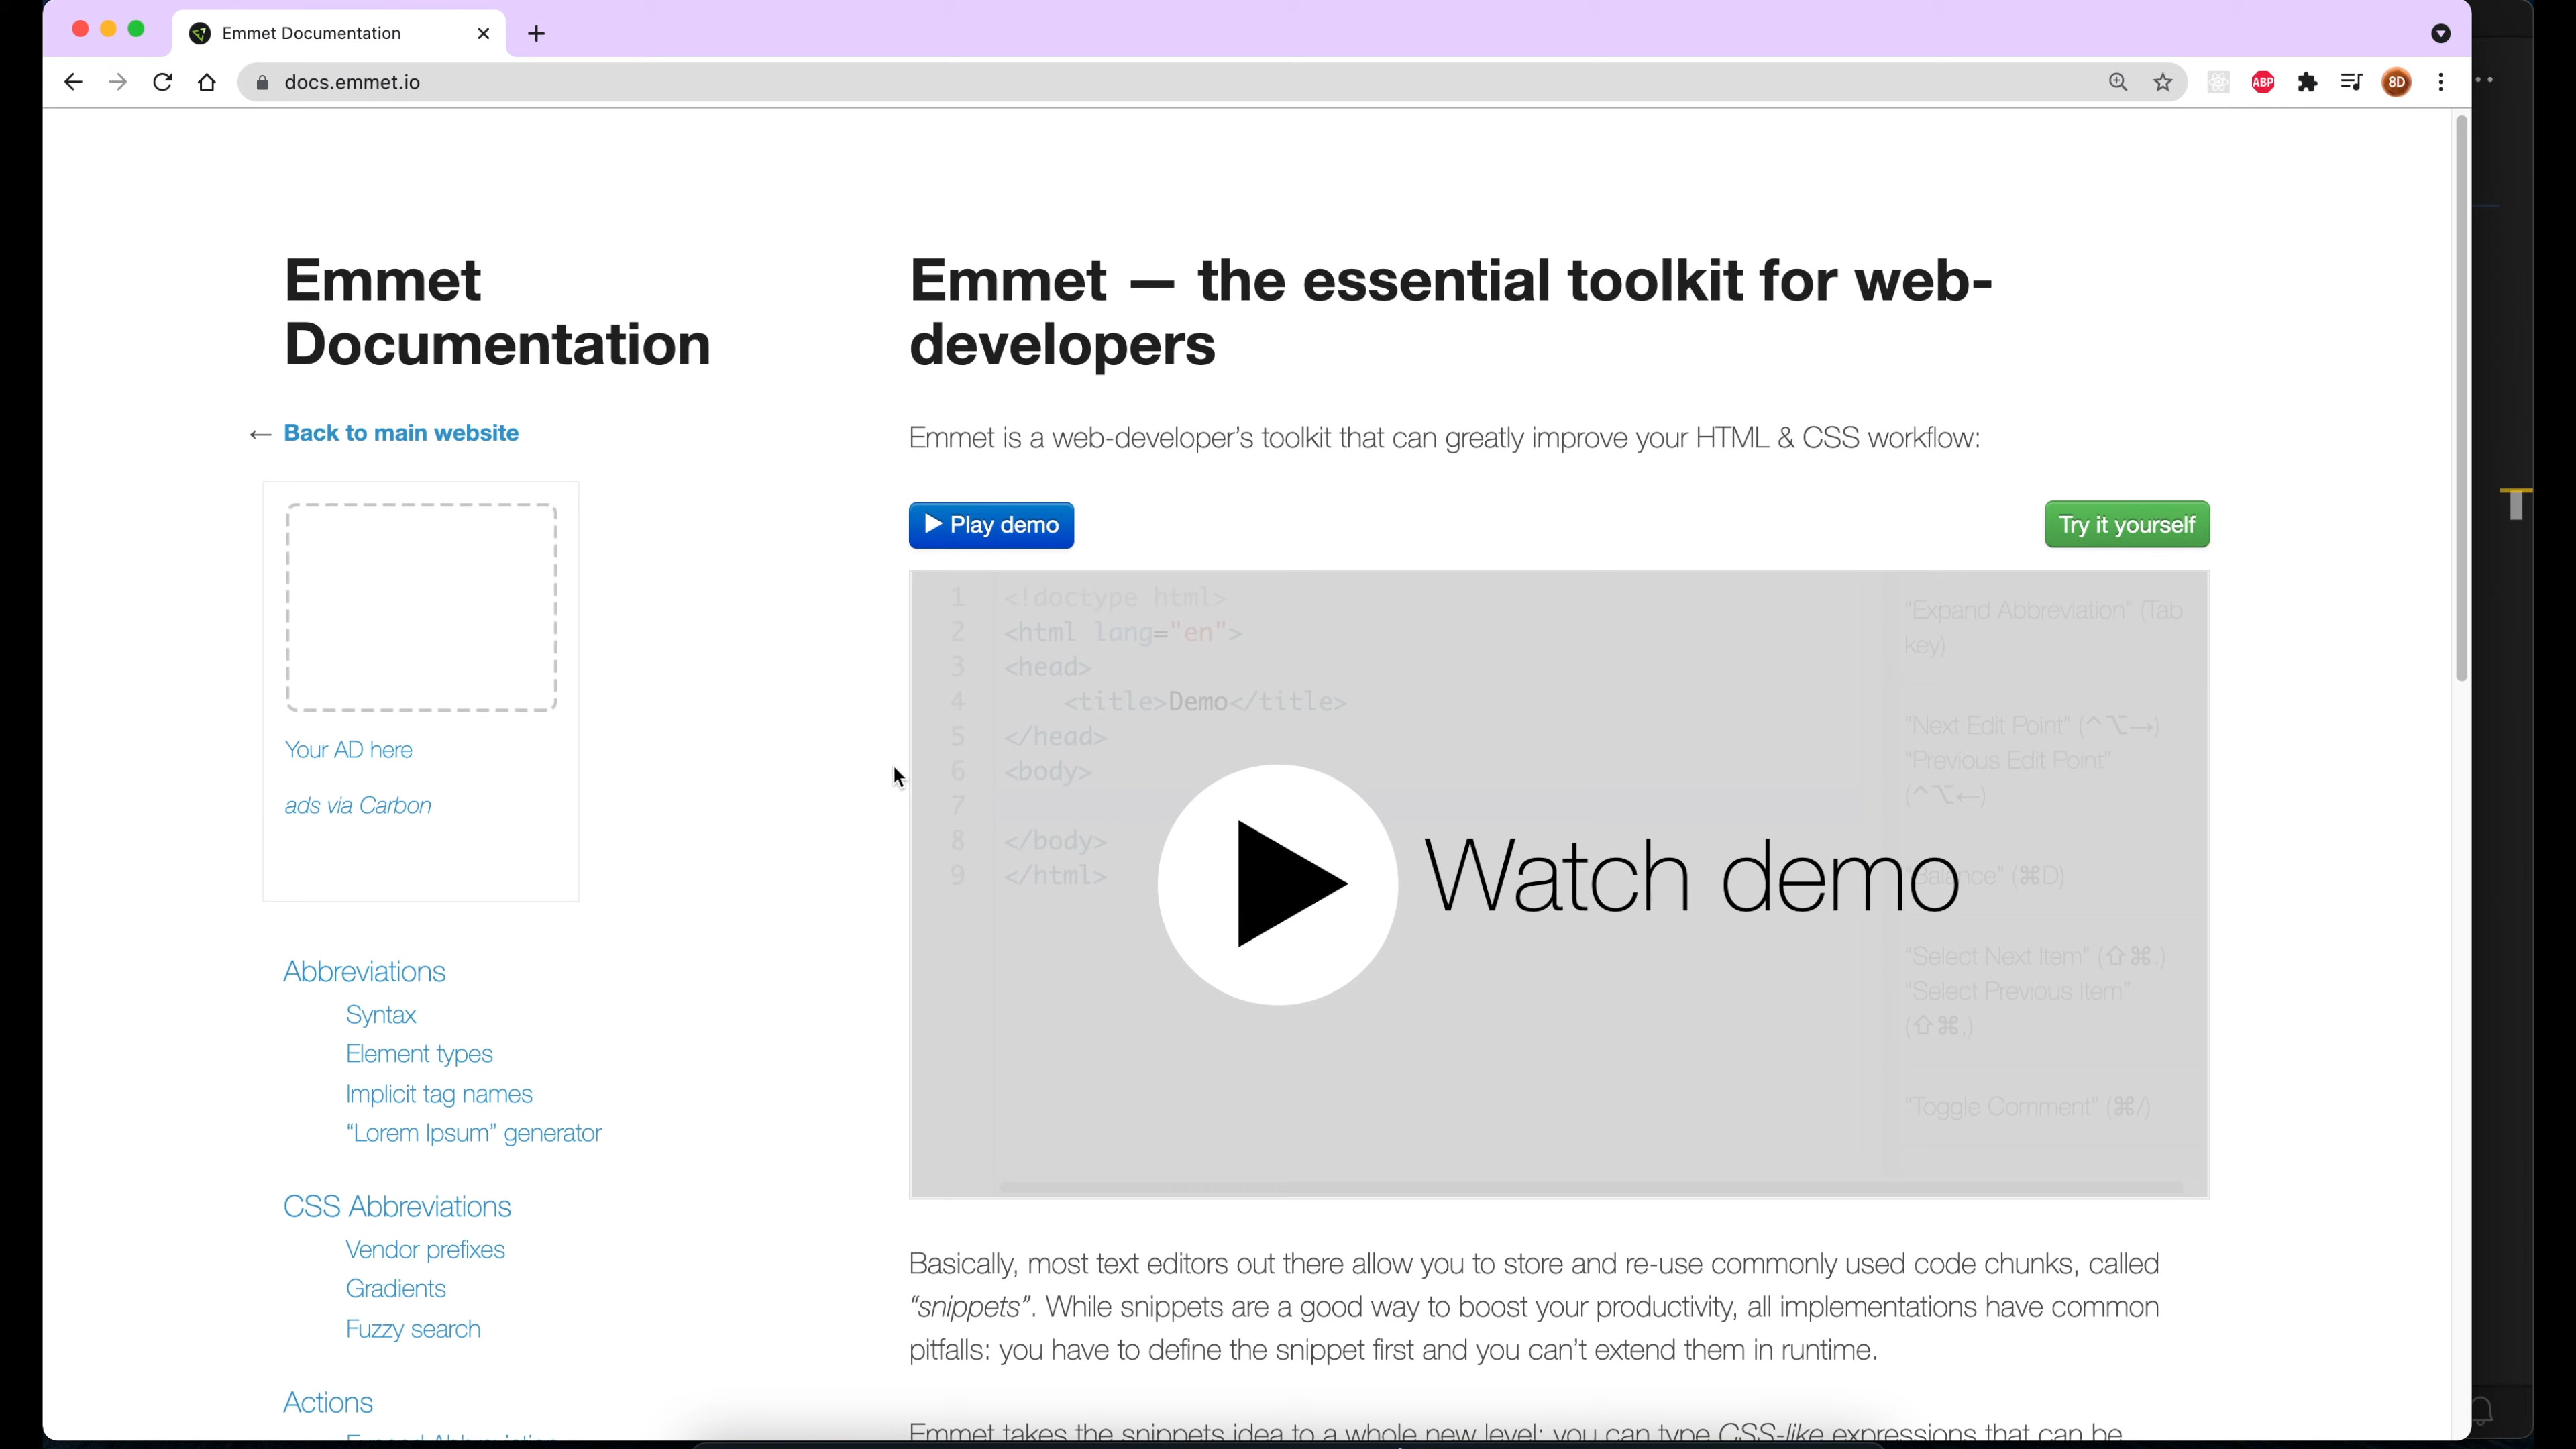 Emmet Documentation
docs.emmet.io
ABP
8D
Emmet
Documentation
← Back to main website
Your AD here
ads via Carbon
Abbreviations
Syntax
Element types
Implicit tag names
“Lorem Ipsum” generator
CSS Abbreviations
Vendor prefixes
Gradients
Fuzzy search
Actions
Expand Abbreviation
Emmet — the essential toolkit for web-
developers
Emmet is a web-developer’s toolkit that can greatly improve your HTML & CSS workflow:
Play demo
Try it yourself
1 <!doctype html>
2 <html lang="en">
3 <head>
4 <title>Demo</title>
5 </head>
6 <body>
7
8 </body>
9 </html>
Watch demo
“Expand Abbreviation” (Tab
key)
“Next Edit Point” (^⌥→)
“Previous Edit Point”
(^⌥←)
“Balance” (⌘D)
“Select Next Item” (⇧⌘.)
“Select Previous Item”
(⇧⌘,)
“Toggle Comment” (⌘/)
Basically, most text editors out there allow you to store and re-use commonly used code chunks, called
“snippets”. While snippets are a good way to boost your productivity, all implementations have common
pitfalls: you have to define the snippet first and you can’t extend them in runtime.
Emmet takes the snippets idea to a whole new level: you can type CSS-like expressions that can be